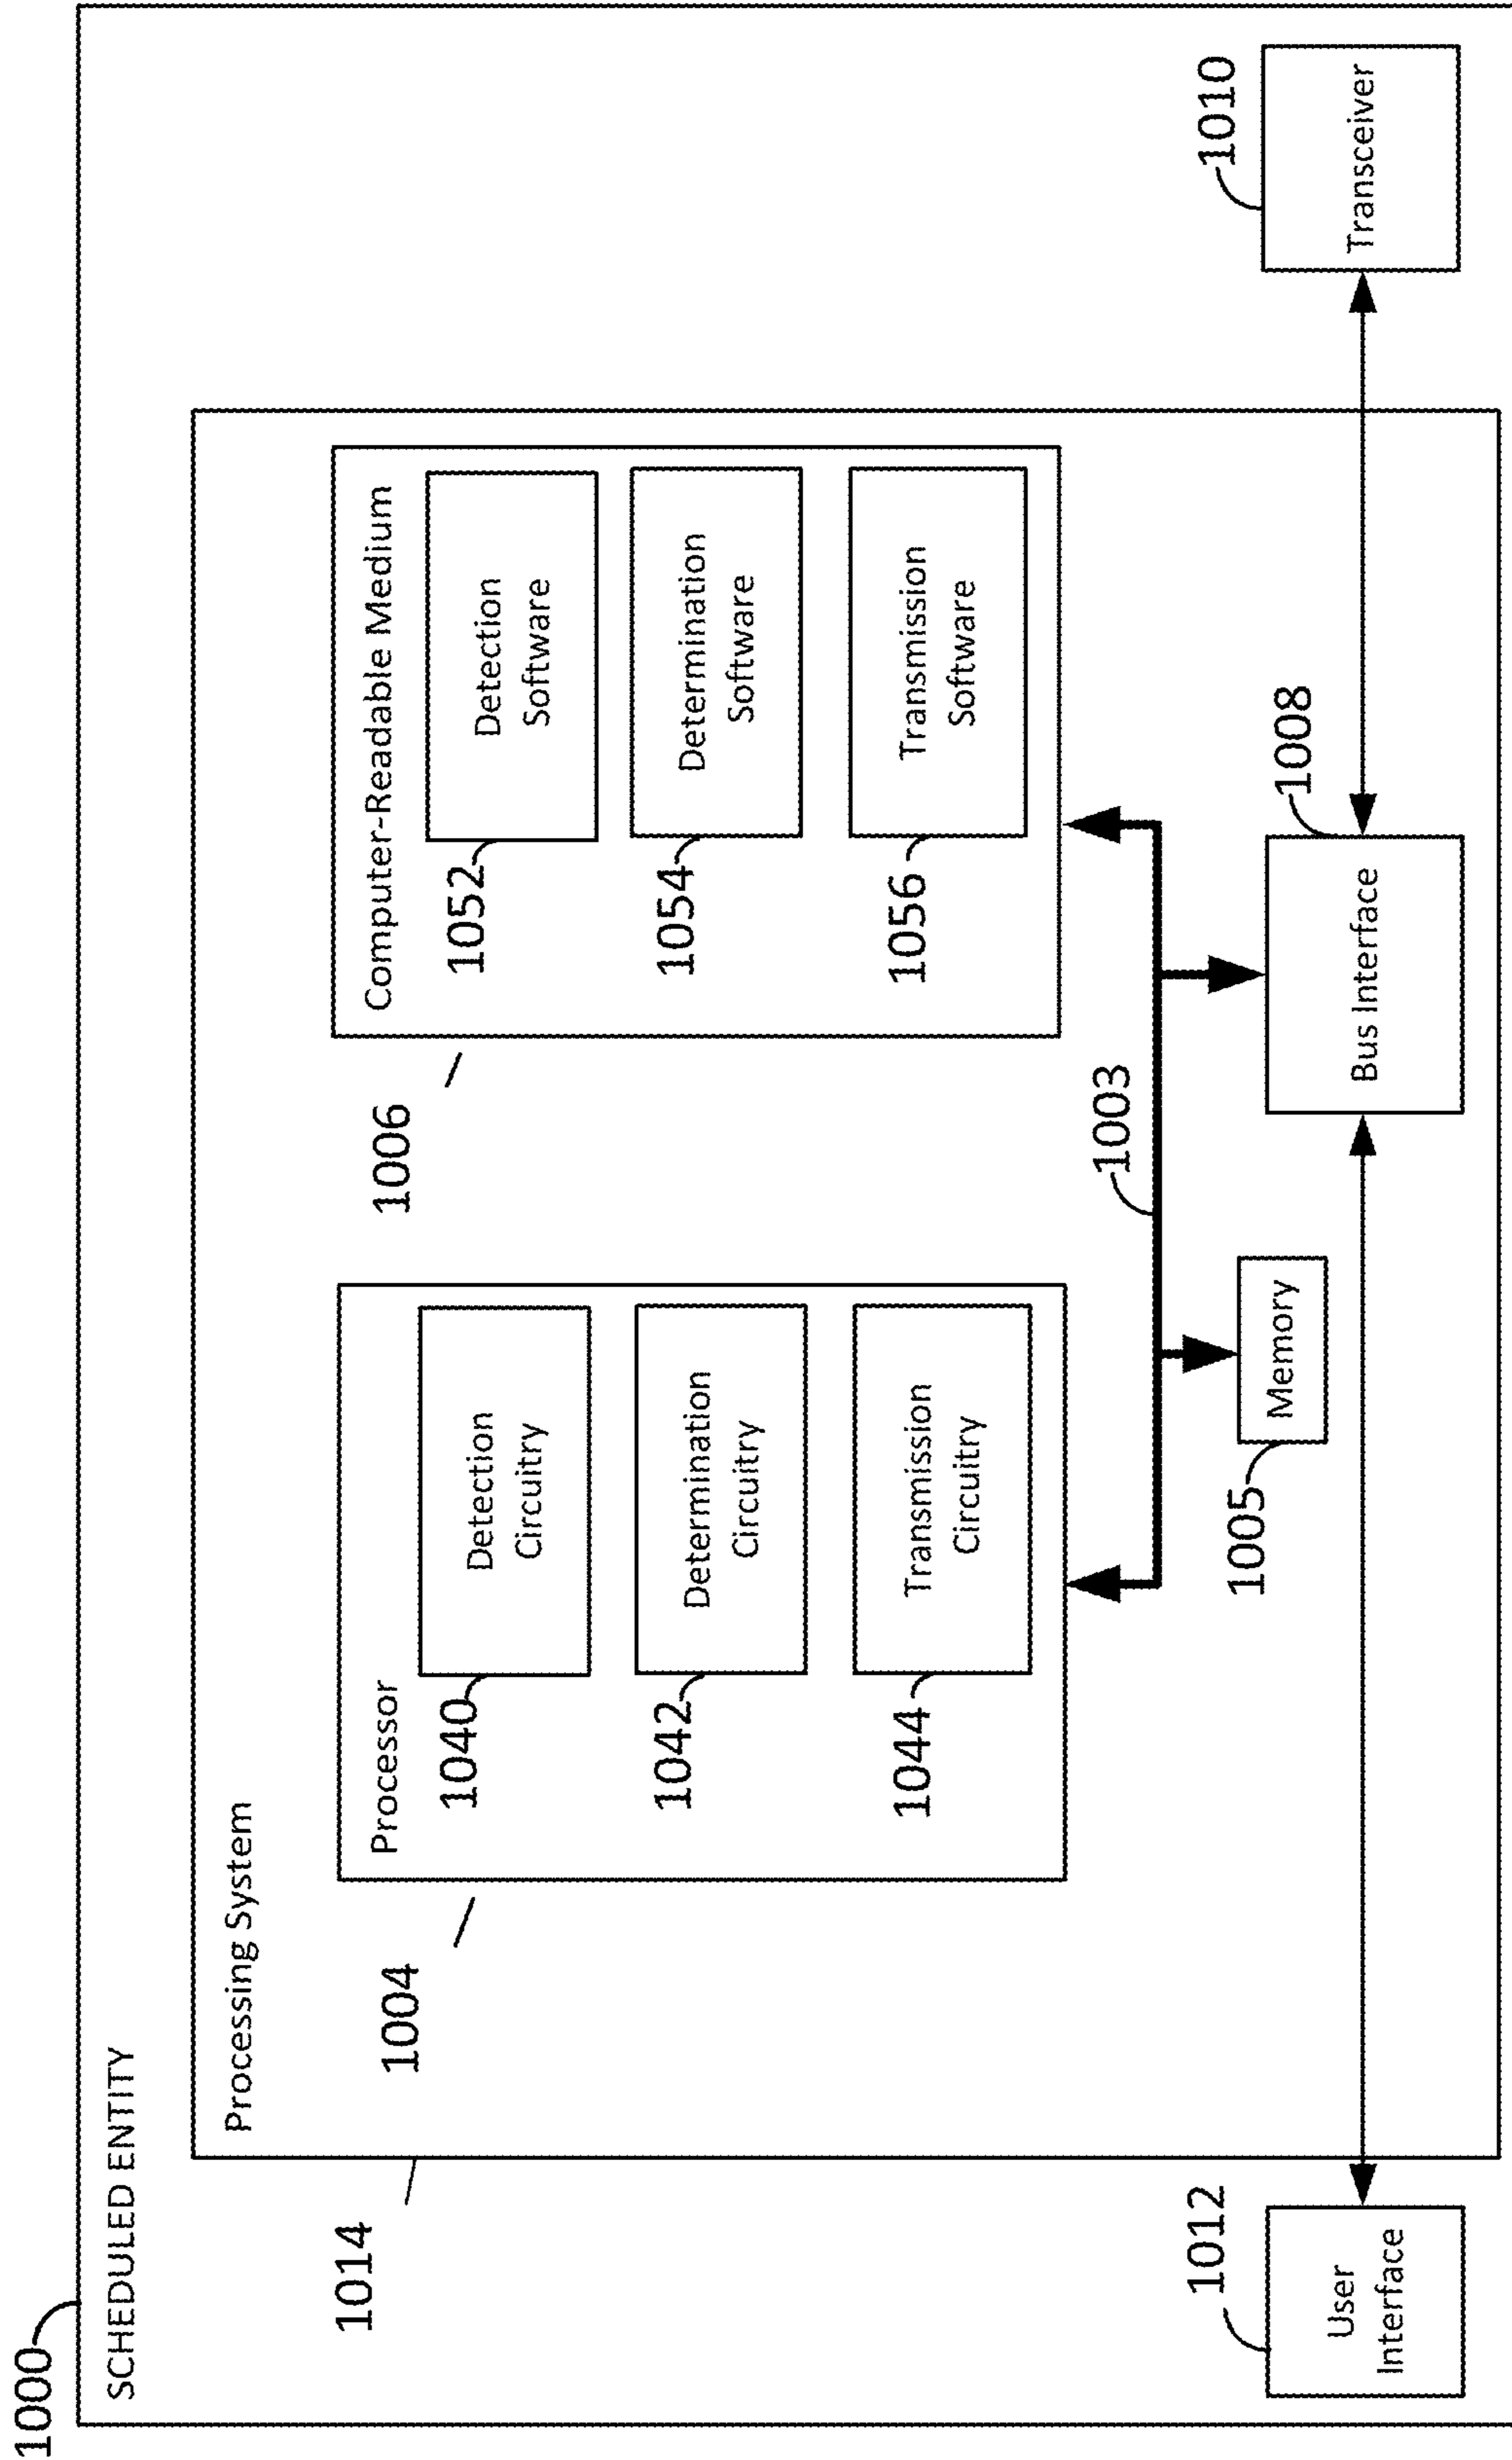 1000
SCHEDULED ENTITY
1014
Processing System
1004
Processor
1040
Detection
Circuitry
1042
Determination
Circuitry
1044
Transmission
Circuitry
1006
Computer-Readable Medium
1052
Detection
Software
1054
Determination
Software
1056
Transmission
Software
1003
1005
Memory
1008
Bus Interface
1012
User
Interface
1010
Transceiver